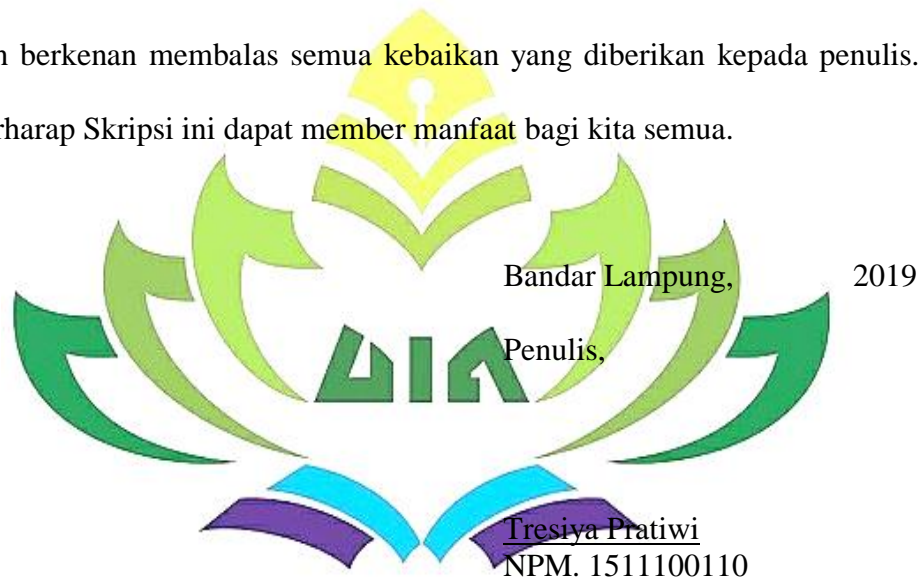 berkenan membalas semua kebaikan yang diberikan kepada penulis.
Skripsi ini dapat member manfaat bagi kita semua.
Bandar Lampung, 2019
UIN
Penulis,
Tresiya Pratiwi
NPM. 1511100110